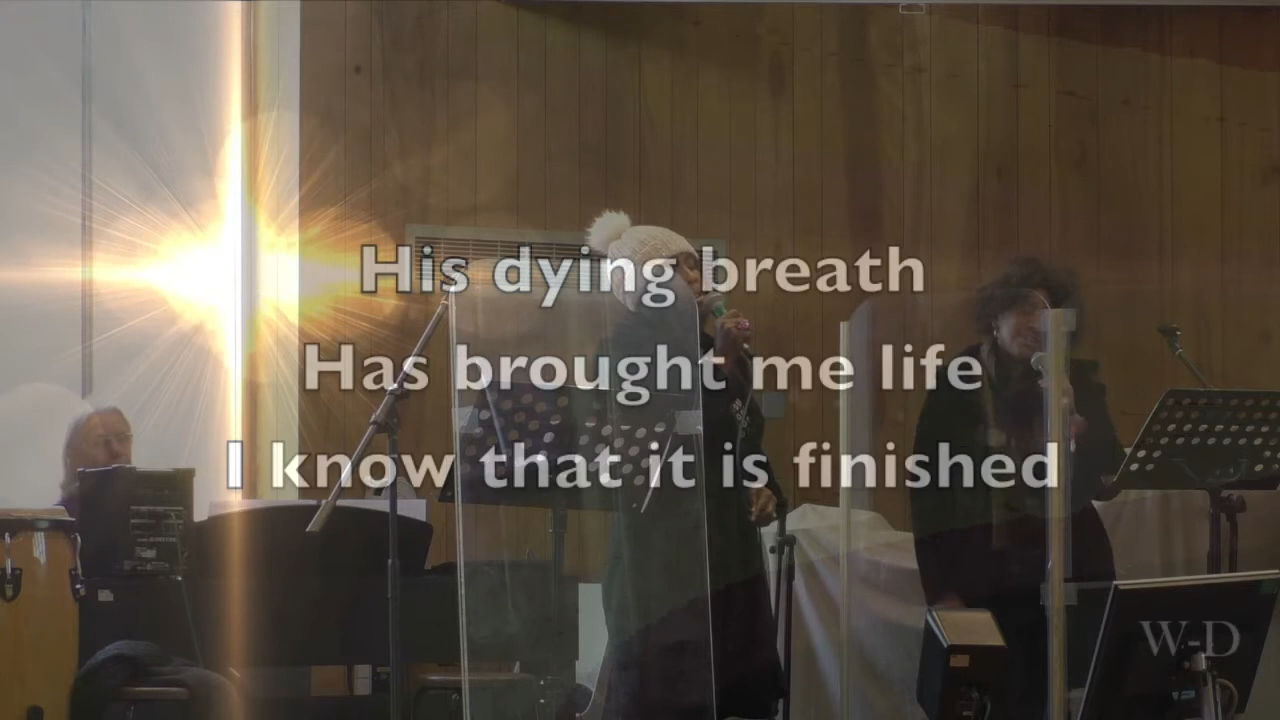 His dying breath
Has brought me life
I know that it is finished
W-D